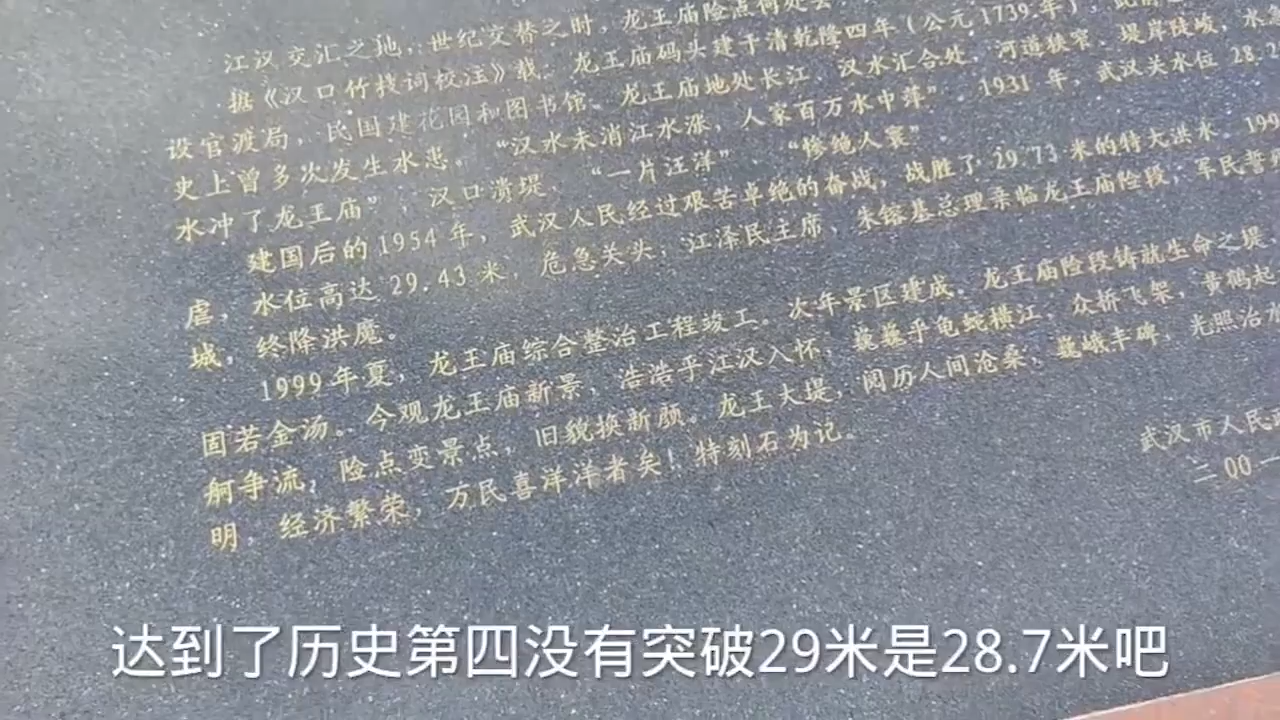 江汉交汇之地，世纪交替之时，龙王庙险点何处去
据《汉口竹枝词校注》载，龙王庙码头建于清乾隆四年（公元1739年），武
设官渡局，民国建花园和图书馆。龙王庙地处长江、汉水汇合处，河道狭窄、堤岸陡峻，水急
史上曾多次发生水患。“汉水未消江水涨，人家百万水中萍” 1931 年，武汉关水位 28.2
水冲了龙王庙”，汉口溃堤，“一片汪洋”、“惨绝人寰”
建国后的1954年，武汉人民经过艰苦卓绝的奋战，战胜了29.73米的特大洪水。199
虐，水位高达29.43米，危急关头，江泽民主席，朱镕基总理亲临龙王庙险段，军民誓
城，终降洪魔。
1999年夏，龙王庙综合整治工程竣工。次年景区建成。龙王庙险段铸就生命之堤，
固若金汤。今观龙王庙新景，浩浩乎江汉入怀，巍巍乎龟蛇横江，众桥飞架，黄鹤起
舸争流，险点变景点，旧貌换新颜。龙王大堤，阅历人间沧桑，巍峨丰碑，光照治水
明，经济繁荣，万民喜洋洋者矣！特刻石为记。
武汉市人民
二00一
达到了历史第四没有突破29米是28.7米吧